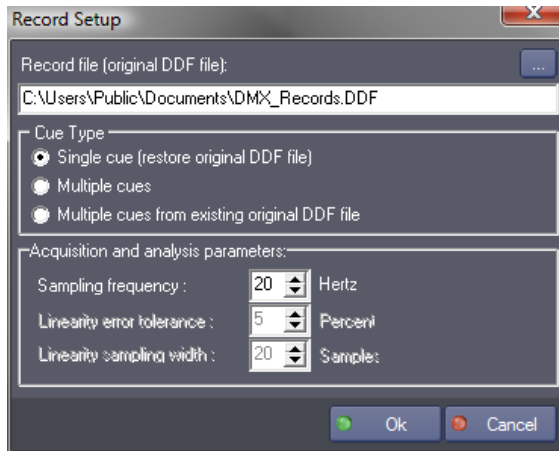 Record Setup
Record file (original DDF file):
...
C:\Users\Public\Documents\DMX_Records.DDF
Cue Type
Single cue (restore original DDF file)
Multiple cues
Multiple cues from existing original DDF file
Acquisition and analysis parameters:
Sampling frequency : 20 Hertz
Linearity error tolerance : 5 Percent
Linearity sampling width : 20 Samples
Ok Cancel